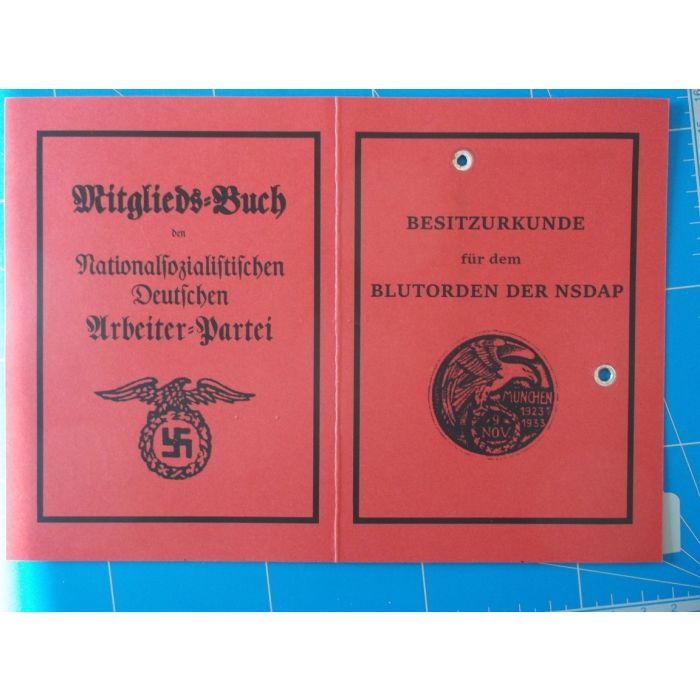 Mitglieds-Buch
den
Nationalsozialistischen
Deutschen
Arbeiter-Partei
BESITZURKUNDE
für dem
BLUTORDEN DER NSDAP
MÜNCHEN
1923
1933
9
NOV.